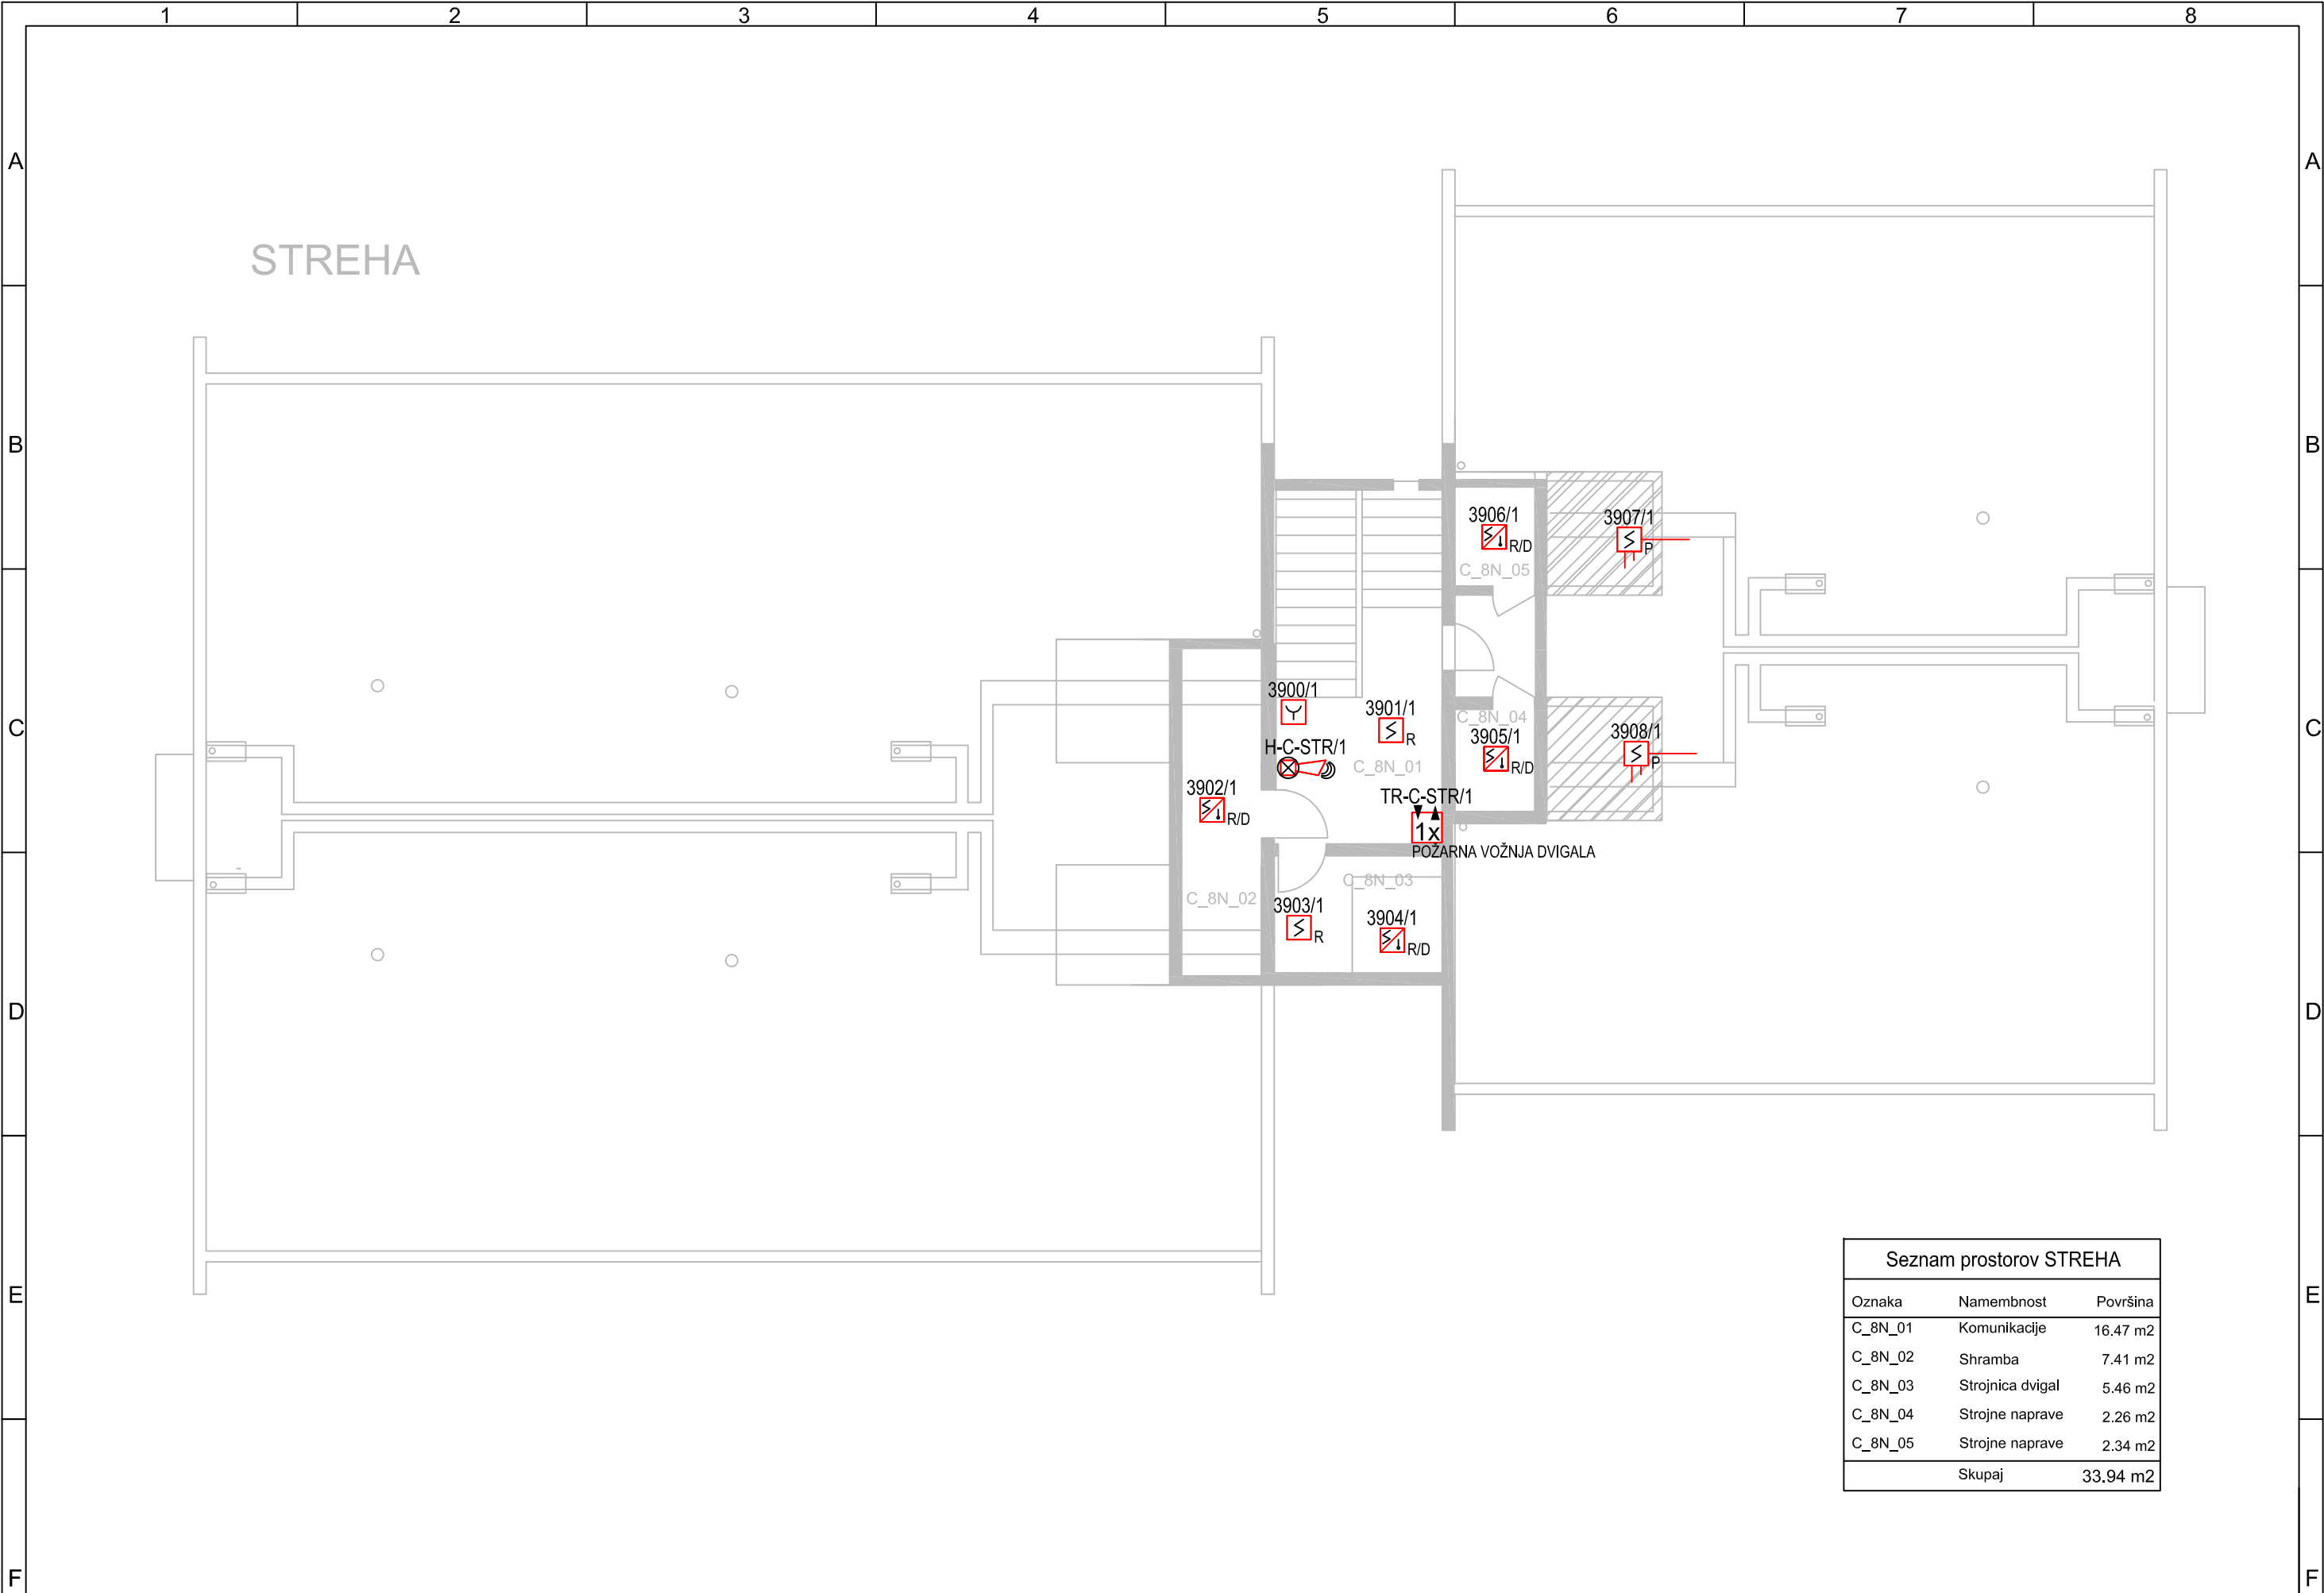 1 2 3 4 5 6 7 8
A A
STREHA
B B
3906/1
R/D
C_8N_05
3907/1
P
C C
3900/1
3901/1
R
H-C-STR/1
C_8N_01
C_8N_04
3905/1
R/D
3908/1
P
3902/1
R/D
TR-C-STR/1
1x
POŽARNA VOŽNJA DVIGALA
C_8N_02
C_8N_03
3903/1
R
3904/1
R/D
D D
E E
Seznam prostorov STREHA
Oznaka Namembnost Površina
C_8N_01 Komunikacije 16.47 m2
C_8N_02 Shramba 7.41 m2
C_8N_03 Strojnica dvigal 5.46 m2
C_8N_04 Strojne naprave 2.26 m2
C_8N_05 Strojne naprave 2.34 m2
Skupaj 33.94 m2
F F